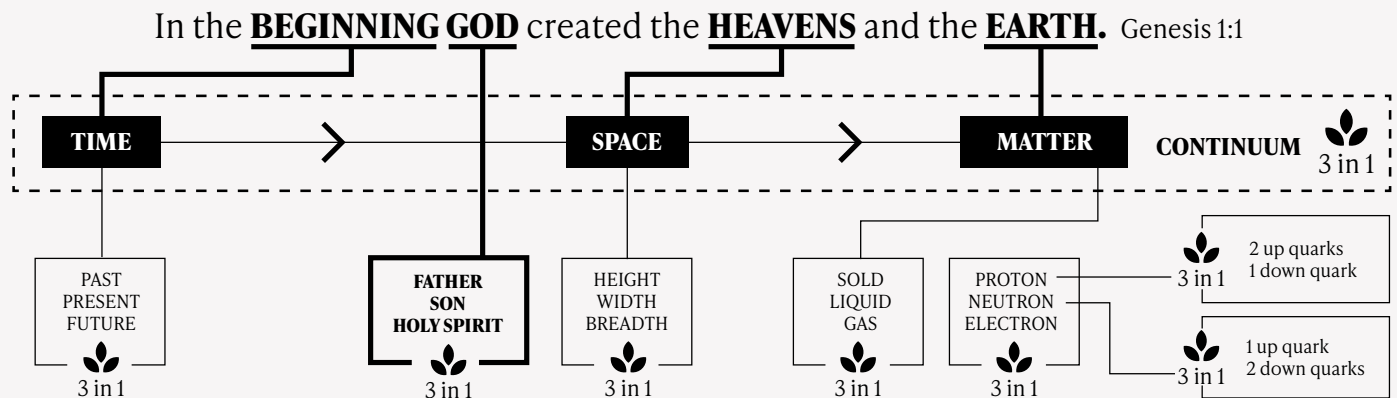 In the BEGINNING GOD created the HEAVENS and the EARTH. Genesis 1:1
TIME
SPACE
MATTER
CONTINUUM
3 in 1
PAST
PRESENT
FUTURE
3 in 1
FATHER
SON
HOLY SPIRIT
3 in 1
HEIGHT
WIDTH
BREADTH
3 in 1
SOLD
LIQUID
GAS
3 in 1
PROTON
NEUTRON
ELECTRON
3 in 1
3 in 1
2 up quarks
1 down quark
3 in 1
1 up quark
2 down quarks